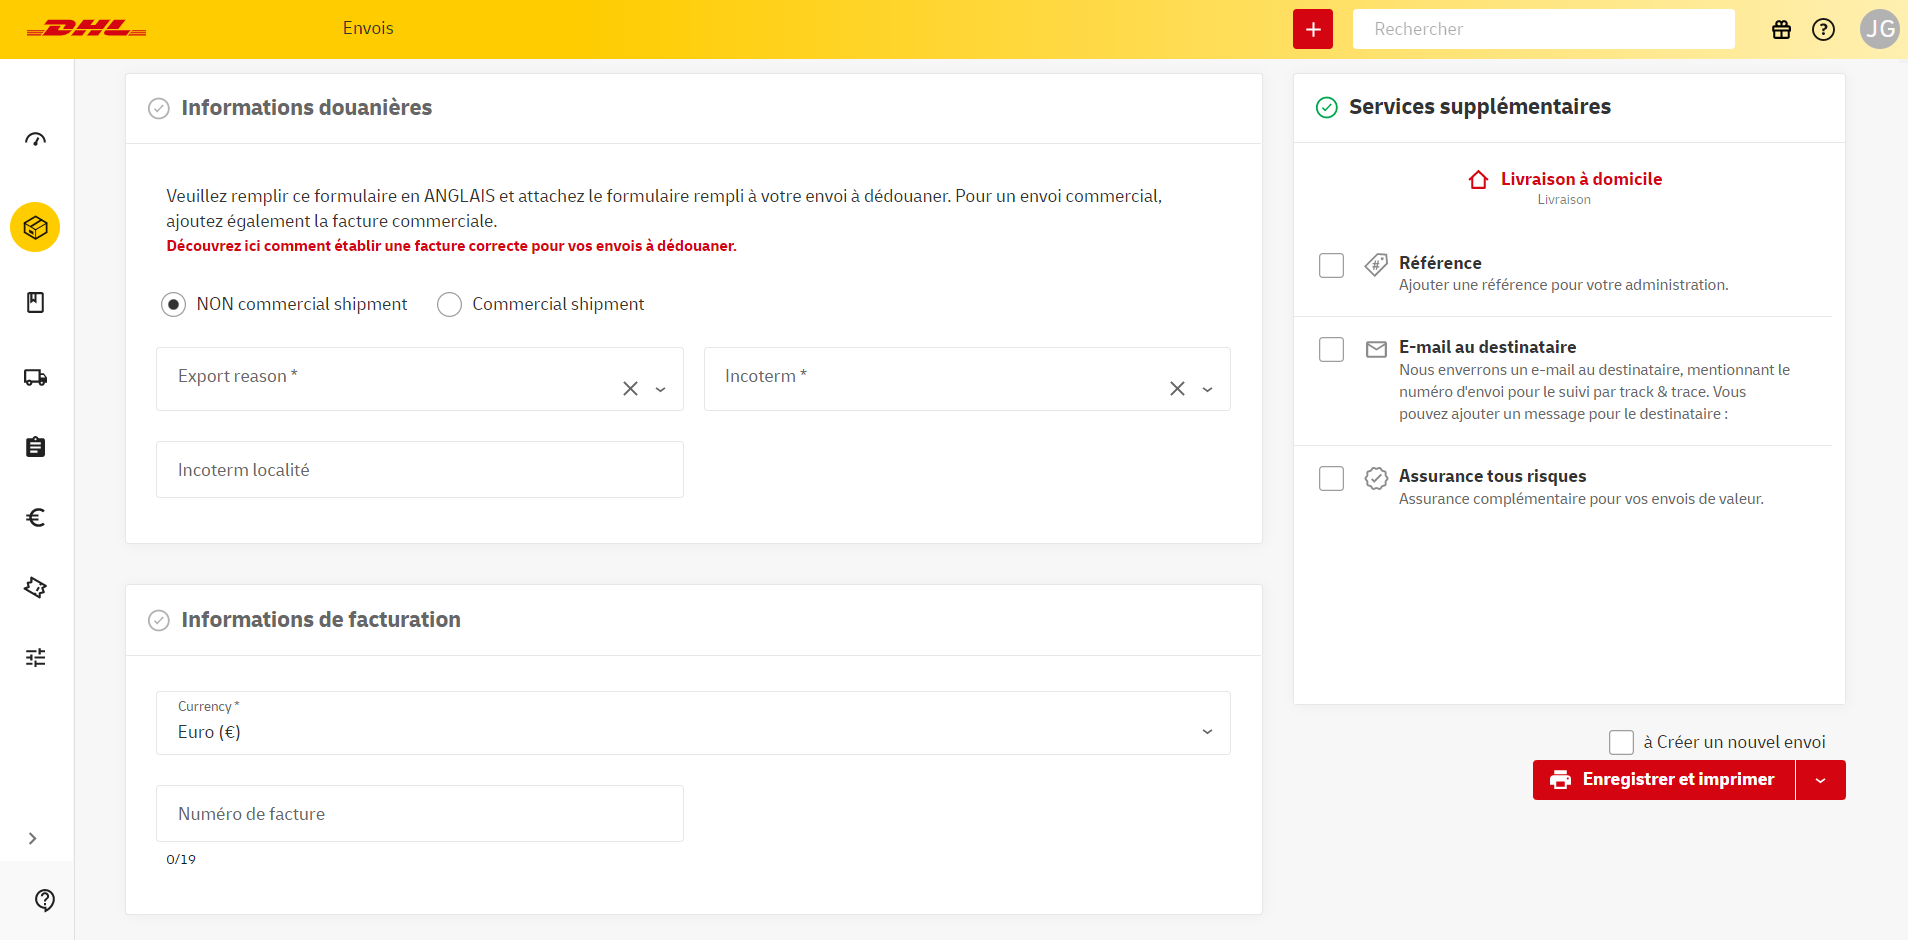 DHL
Envois
Rechercher
JG
Informations douanières
Veuillez remplir ce formulaire en ANGLAIS et attachez le formulaire rempli à votre envoi à dédouaner. Pour un envoi commercial,
ajoutez également la facture commerciale.
Découvrez ici comment établir une facture correcte pour vos envois à dédouaner.
NON commercial shipment
Commercial shipment
Export reason *
Incoterm *
Incoterm localité
Informations de facturation
Currency *
Euro (€)
Numéro de facture
0/19
Services supplémentaires
Livraison à domicile
Livraison
Référence
Ajouter une référence pour votre administration.
E-mail au destinataire
Nous enverrons un e-mail au destinataire, mentionnant le
numéro d'envoi pour le suivi par track & trace. Vous
pouvez ajouter un message pour le destinataire :
Assurance tous risques
Assurance complémentaire pour vos envois de valeur.
à Créer un nouvel envoi
Enregistrer et imprimer